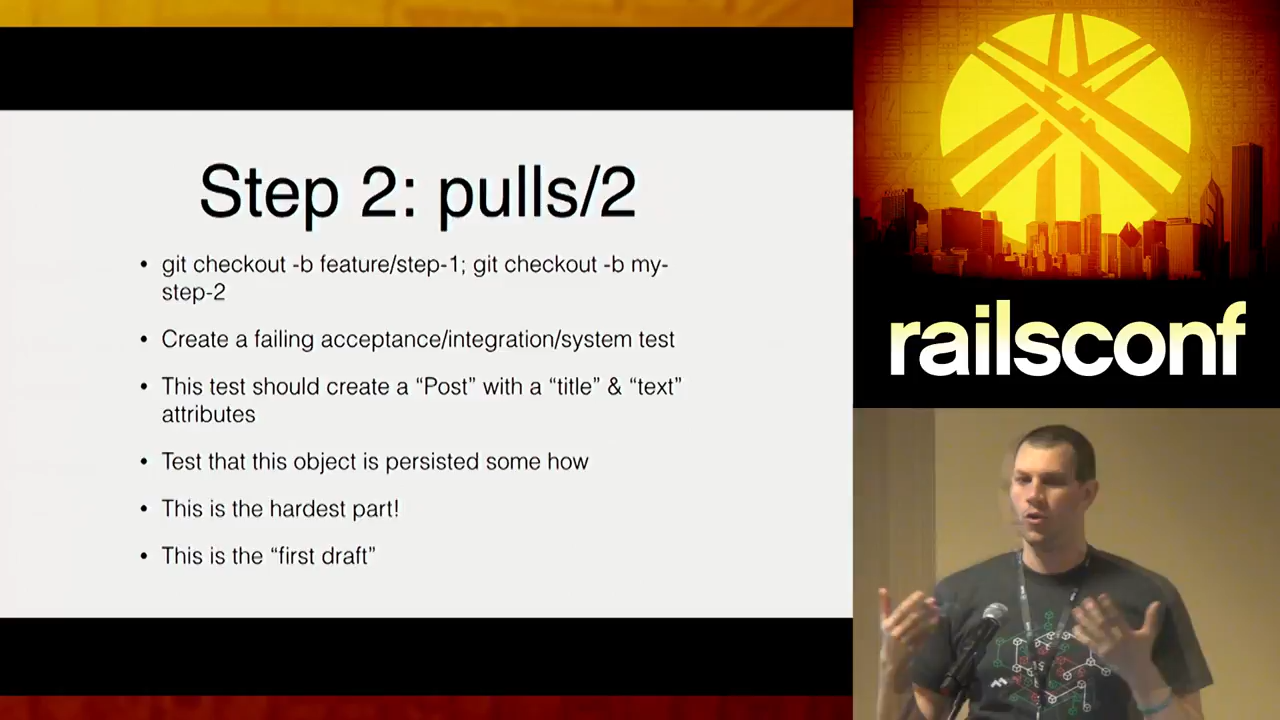 Step 2: pulls/2
• git checkout -b feature/step-1; git checkout -b my-
step-2
• Create a failing acceptance/integration/system test
• This test should create a “Post” with a “title” & “text”
attributes
• Test that this object is persisted some how
• This is the hardest part!
• This is the “first draft”
railsconf